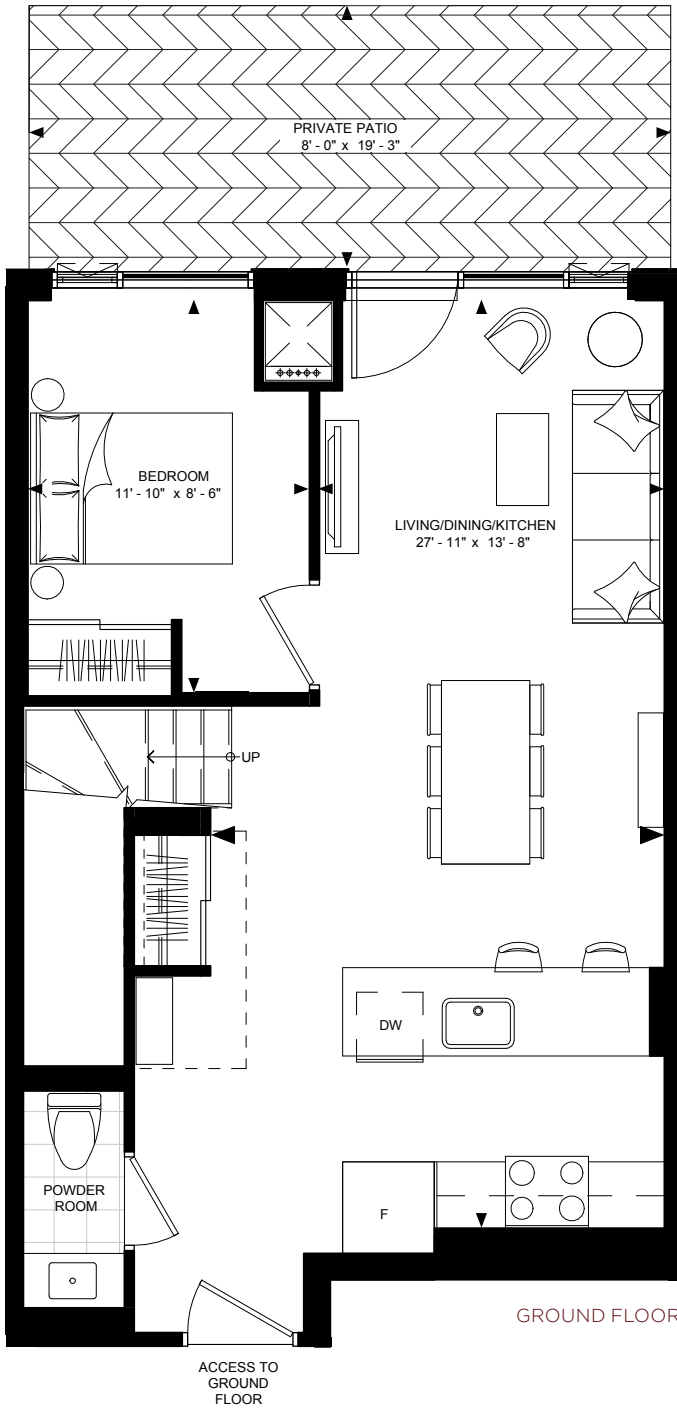 PRIVATE PATIO
8' - 0" x 19' - 3"
BEDROOM
11' - 10" x 8' - 6"
LIVING/DINING/KITCHEN
27' - 11" x 13' - 8"
UP
DW
POWDER
ROOM
F
GROUND FLOOR
ACCESS TO
GROUND
FLOOR